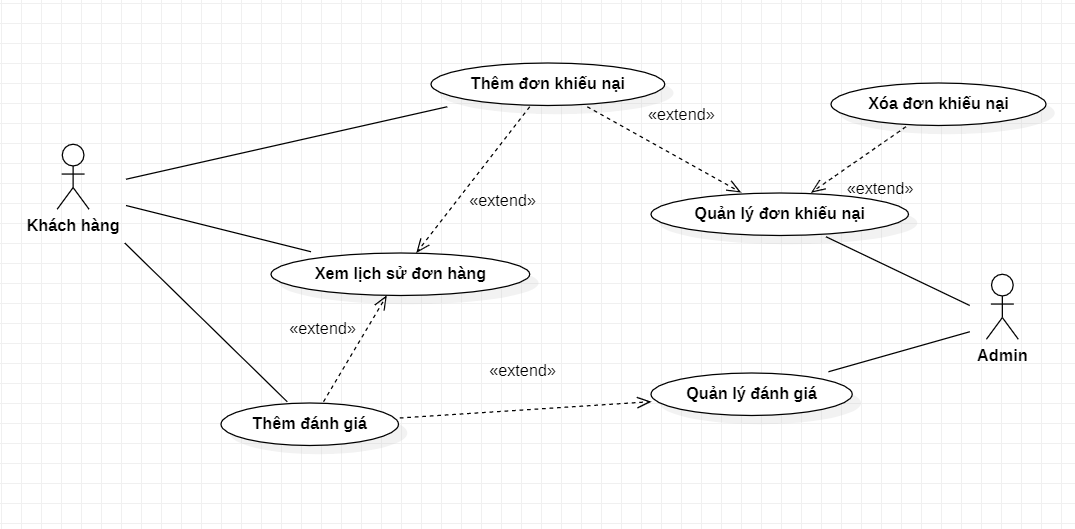 Thêm đơn khiếu nại
Xóa đơn khiếu nại
«extend»
«extend»
«extend»
Khách hàng
Quản lý đơn khiếu nại
Xem lịch sử đơn hàng
«extend»
Admin
«extend»
Quản lý đánh giá
Thêm đánh giá